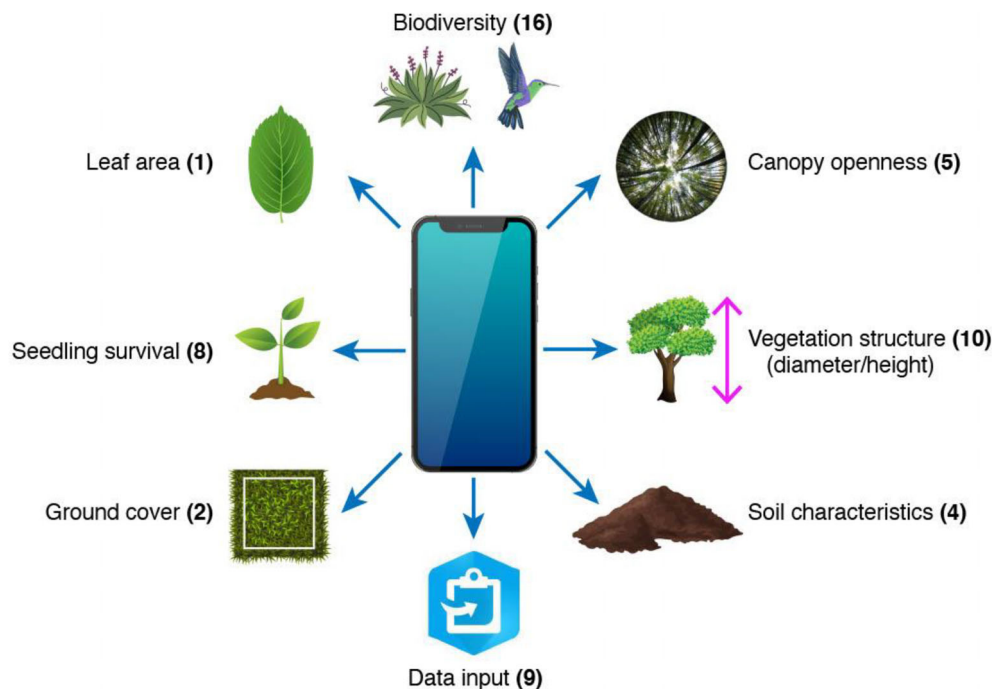 Biodiversity (16)
Leaf area (1)
Canopy openness (5)
Seedling survival (8)
Vegetation structure (10)
(diameter/height)
Ground cover (2)
Soil characteristics (4)
Data input (9)